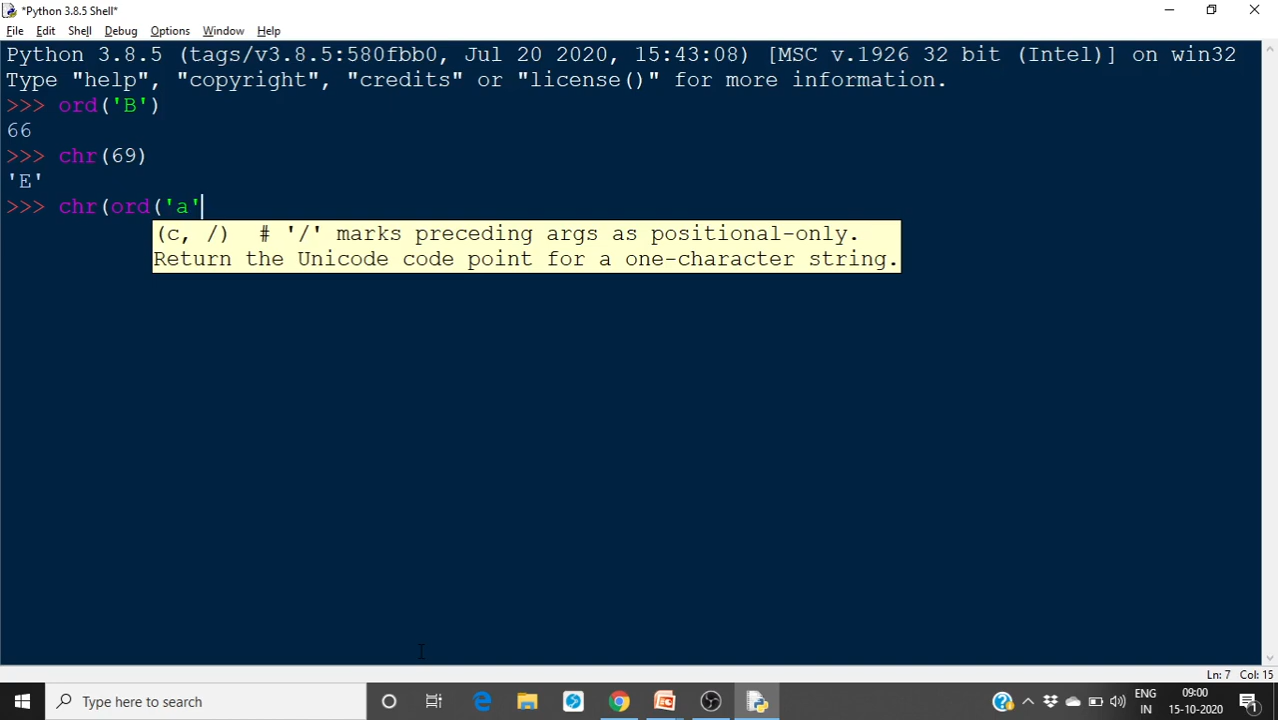 *Python 3.8.5 Shell*
File Edit Shell Debug Options Window Help
Python 3.8.5 (tags/v3.8.5:580fbb0, Jul 20 2020, 15:43:08) [MSC v.1926 32 bit (Intel)] on win32
Type "help", "copyright", "credits" or "license()" for more information.
>>> ord('B')
66
>>> chr(69)
'E'
>>> chr(ord('a'
(c, /)  # '/' marks preceding args as positional-only.
Return the Unicode code point for a one-character string.
Ln: 7 Col: 15
Type here to search
ENG 09:00
IN 15-10-2020 1